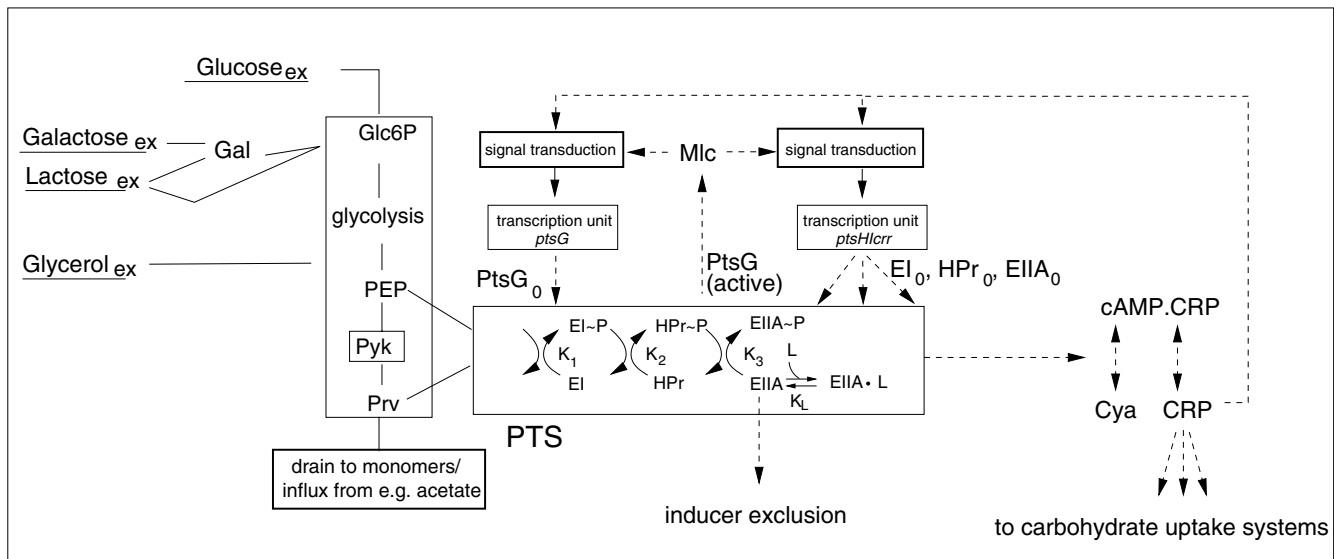 Glucose ex
Galactose ex
Lactose ex
Gal
Glycerol ex
Glc6P
glycolysis
PEP
Pyk
Prv
drain to monomers/
influx from e.g. acetate
signal transduction
Mlc
signal transduction
transcription unit
ptsG
transcription unit
ptsHIcrr
PtsG0
PtsG
(active)
EI0, HPr0, EIIA0
EI~P
HPr~P
EIIA~P
K1
K2
K3
L
EI
HPr
EIIA
EIIA• L
KL
PTS
inducer exclusion
cAMP.CRP
Cya
CRP
to carbohydrate uptake systems